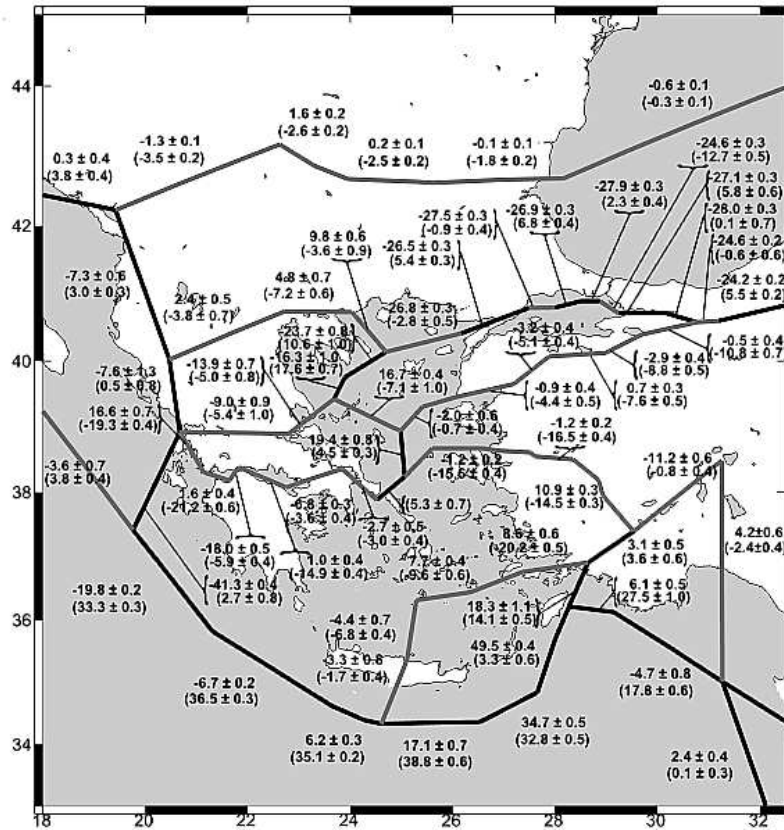 44
42
40
38
36
34
18
20
22
24
26
28
30
32
-0.6 ± 0.1
(-0.3 ± 0.1)
1.6 ± 0.2
(-2.6 ± 0.2)
-1.3 ± 0.1
(-3.5 ± 0.2)
0.2 ± 0.1
(-2.5 ± 0.2)
-0.1 ± 0.1
(-1.8 ± 0.2)
0.3 ± 0.4
(3.8 ± 0.4)
-24.6 ± 0.3
(-12.7 ± 0.5)
-27.1 ± 0.3
(5.8 ± 0.6)
-27.9 ± 0.3
(2.3 ± 0.4)
-28.0 ± 0.3
(0.1 ± 0.7)
-26.9 ± 0.3
(6.8 ± 0.4)
-27.5 ± 0.3
(-0.9 ± 0.4)
-24.6 ± 0.2
(-0.6 ± 0.6)
9.8 ± 0.6
(-3.6 ± 0.9)
-26.5 ± 0.3
(5.4 ± 0.3)
-24.2 ± 0.2
(5.5 ± 0.2)
-7.3 ± 0.6
(3.0 ± 0.3)
4.8 ± 0.7
(-7.2 ± 0.6)
2.4 ± 0.5
(-3.8 ± 0.7)
-26.8 ± 0.3
(-2.8 ± 0.5)
-23.7 ± 0.8
(10.6 ± 1.0)
-3.2 ± 0.4
(-5.1 ± 0.4)
-0.5 ± 0.4
(-10.8 ± 0.7)
-16.3 ± 1.0
(17.6 ± 0.7)
-13.9 ± 0.7
(-5.0 ± 0.8)
-2.9 ± 0.4
(-8.8 ± 0.5)
-7.6 ± 1.3
(0.5 ± 0.8)
16.7 ± 0.4
(-7.1 ± 1.0)
-0.9 ± 0.4
(-4.4 ± 0.5)
0.7 ± 0.3
(-7.6 ± 0.5)
-9.0 ± 0.9
(-5.4 ± 1.0)
16.6 ± 0.7
(-19.3 ± 0.4)
-2.0 ± 0.6
(-0.7 ± 0.4)
-1.2 ± 0.2
(-16.5 ± 0.4)
19.4 ± 0.8
(4.5 ± 0.3)
-3.6 ± 0.7
(3.8 ± 0.4)
-1.2 ± 0.2
(-15.6 ± 0.4)
-11.2 ± 0.6
(-0.8 ± 0.4)
1.6 ± 0.4
(-21.2 ± 0.6)
-6.8 ± 0.3
(-3.6 ± 0.4)
(5.3 ± 0.7)
10.9 ± 0.3
(-14.5 ± 0.3)
-2.7 ± 0.5
(-3.0 ± 0.4)
-18.0 ± 0.5
(-5.9 ± 0.4)
1.0 ± 0.4
(-14.9 ± 0.4)
8.6 ± 0.6
(-20.2 ± 0.5)
3.1 ± 0.5
(3.6 ± 0.6)
4.2 ± 0.6
(-2.4 ± 0.4)
-7.7 ± 0.4
(-9.6 ± 0.6)
-41.3 ± 0.4
(2.7 ± 0.8)
-19.8 ± 0.2
(33.3 ± 0.3)
6.1 ± 0.5
(27.5 ± 1.0)
18.3 ± 1.1
(14.1 ± 0.5)
-4.4 ± 0.7
(-6.8 ± 0.4)
49.5 ± 0.4
(3.3 ± 0.6)
-3.3 ± 0.8
(-1.7 ± 0.4)
-6.7 ± 0.2
(36.5 ± 0.3)
-4.7 ± 0.8
(17.8 ± 0.6)
6.2 ± 0.3
(35.1 ± 0.2)
17.1 ± 0.7
(38.8 ± 0.6)
34.7 ± 0.5
(32.8 ± 0.5)
2.4 ± 0.4
(0.1 ± 0.3)